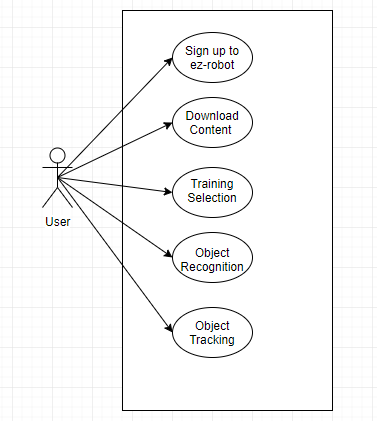 Sign up to
ez-robot
Download
Content
Training
Selection
User
Object
Recognition
Object
Tracking